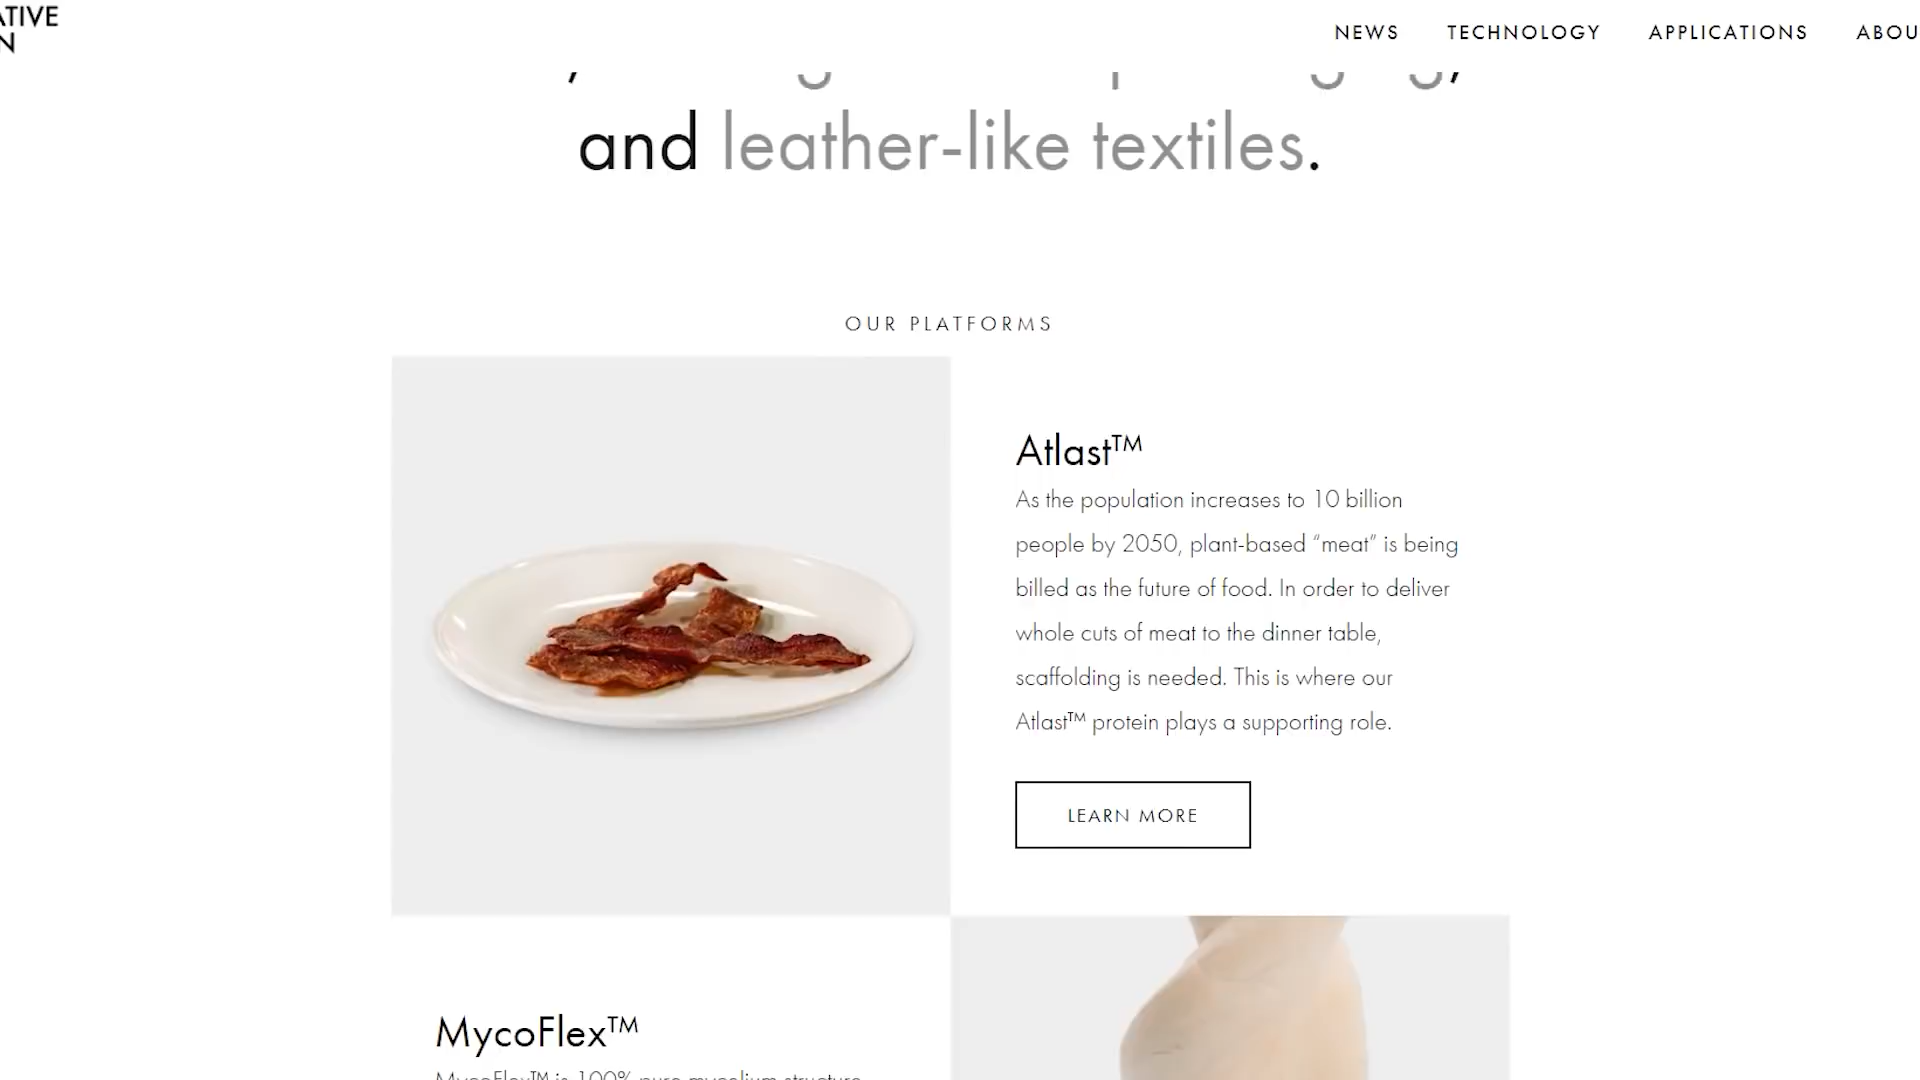 NEWS TECHNOLOGY APPLICATIONS
and leather-like textiles.
OUR PLATFORMS
Atlast™
As the population increases to 10 billion
people by 2050, plant-based “meat” is being
billed as the future of food. In order to deliver
whole cuts of meat to the dinner table,
scaffolding is needed. This is where our
Atlast™ protein plays a supporting role.
LEARN MORE
MycoFlex™
MycoFlex™ is 100% pure mycelium structure